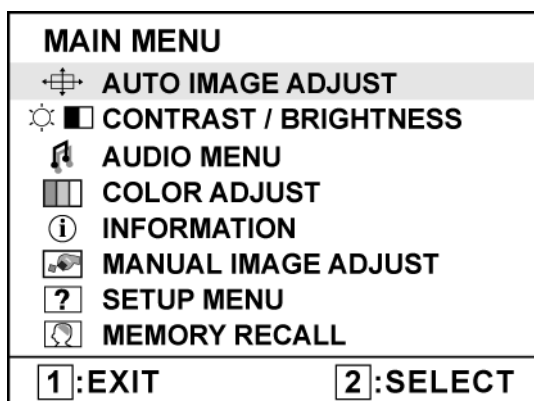 MAIN MENU
AUTO IMAGE ADJUST
CONTRAST / BRIGHTNESS
AUDIO MENU
COLOR ADJUST
i INFORMATION
MANUAL IMAGE ADJUST
? SETUP MENU
MEMORY RECALL
1:EXIT 2:SELECT